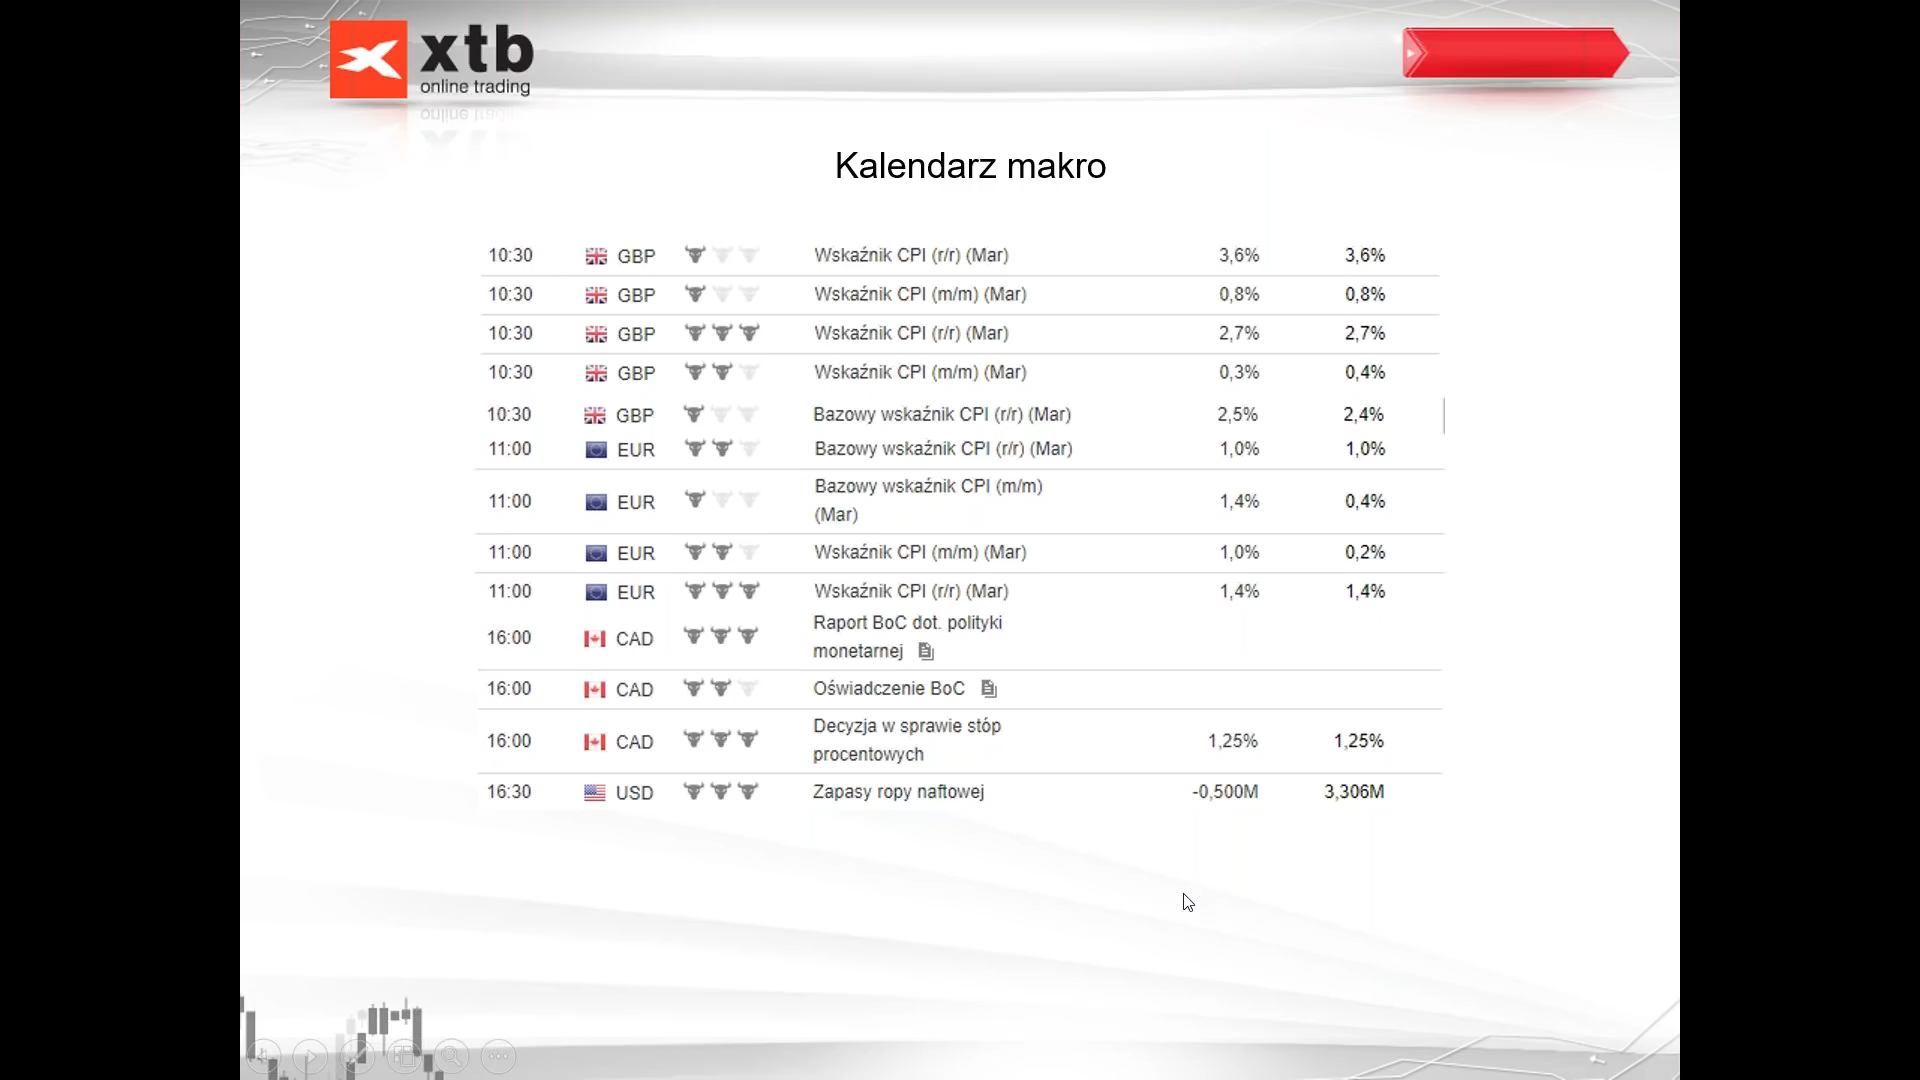 xtb
online trading
Kalendarz makro
10:30 GBP Wskaźnik CPI (r/r) (Mar) 3,6% 3,6%
10:30 GBP Wskaźnik CPI (m/m) (Mar) 0,8% 0,8%
10:30 GBP Wskaźnik CPI (r/r) (Mar) 2,7% 2,7%
10:30 GBP Wskaźnik CPI (m/m) (Mar) 0,3% 0,4%
10:30 GBP Bazowy wskaźnik CPI (r/r) (Mar) 2,5% 2,4%
11:00 EUR Bazowy wskaźnik CPI (r/r) (Mar) 1,0% 1,0%
11:00 EUR Bazowy wskaźnik CPI (m/m)
(Mar) 1,4% 0,4%
11:00 EUR Wskaźnik CPI (m/m) (Mar) 1,0% 0,2%
11:00 EUR Wskaźnik CPI (r/r) (Mar) 1,4% 1,4%
16:00 CAD Raport BoC dot. polityki
monetarnej
16:00 CAD Oświadczenie BoC
16:00 CAD Decyzja w sprawie stóp
procentowych 1,25% 1,25%
16:30 USD Zapasy ropy naftowej -0,500M 3,306M